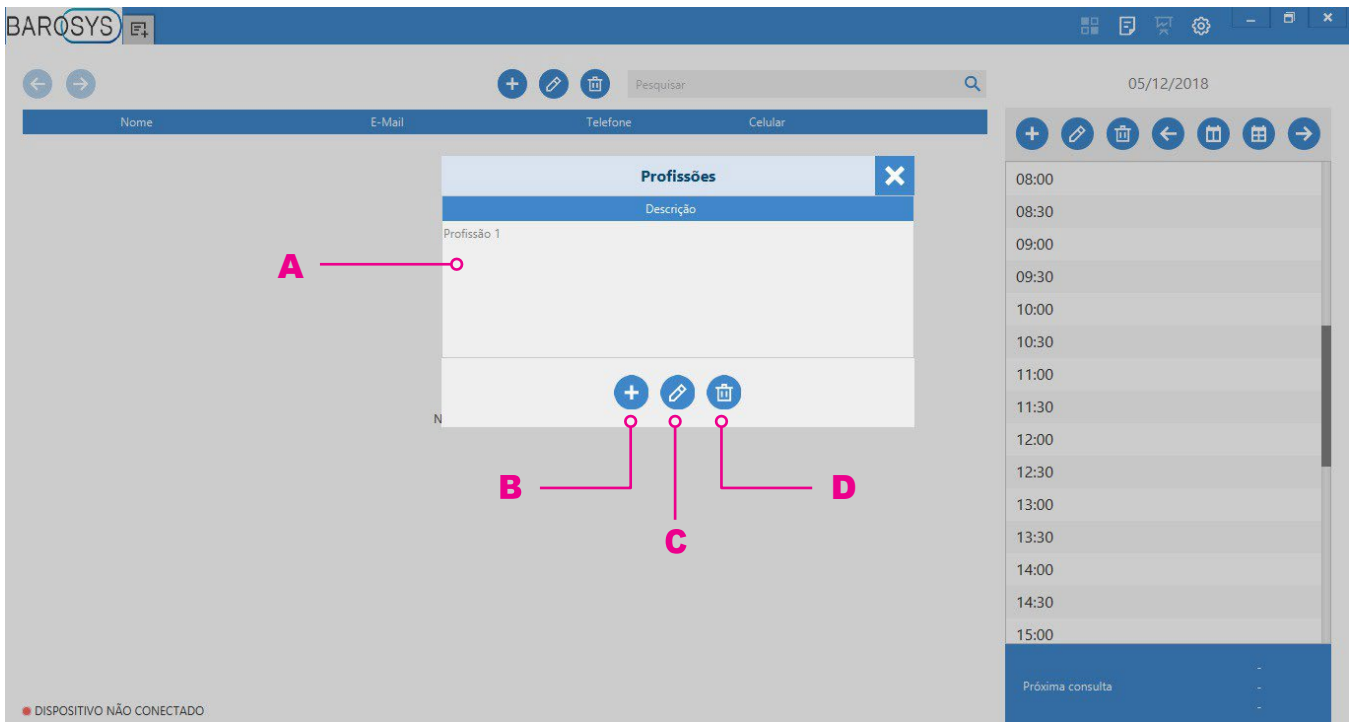 BAROSYS
Pesquisar
05/12/2018
Nome E-Mail Telefone Celular
Profissões
Descrição
Profissão 1
A
B
C
D
N
08:00
08:30
09:00
09:30
10:00
10:30
11:00
11:30
12:00
12:30
13:00
13:30
14:00
14:30
15:00
Próxima consulta
-
-
-
DISPOSITIVO NÃO CONECTADO